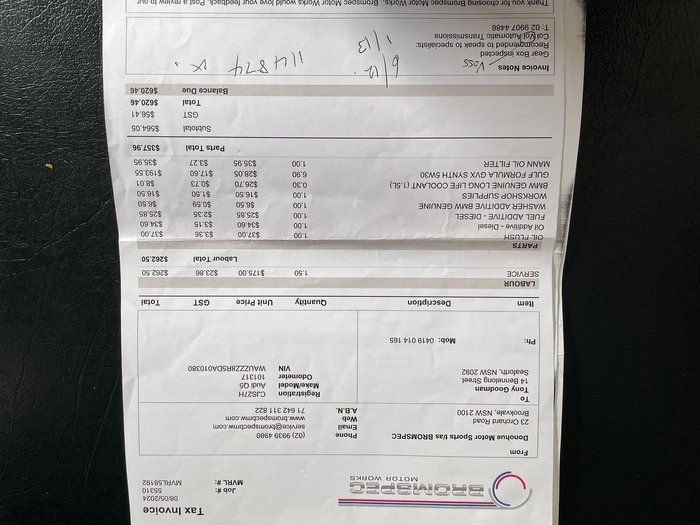 Tax Invoice
BROMSPEC
MOTOR WORKS
08/05/2024
Job #: 55310
MVRL #: MVRL58192
From
Donohue Motor Sports t/as BROMSPEC
23 Orchard Road
Brookvale, NSW 2100
Phone (02) 9939 4980
Email service@bromspecmw.com
Web www.bromspecmw.com
A.B.N. 71 642 311 822
To
Tony Goodman
14 Bennelong Street
Seaforth, NSW 2092
Ph: Mob: 0419 014 165
Registration CJS27H
Make/Model Audi Q5
Odometer 101317
VIN WAUZZZ8R5DA010380
Item Description Quantity Unit Price GST Total
LABOUR
SERVICE 1.50 $175.00 $23.86 $262.50
Labour Total $262.50
PARTS
OIL FLUSH 1.00 $37.00 $3.36 $37.00
Oil Additive - Diesel 1.00 $34.60 $3.15 $34.60
FUEL ADDITIVE - DIESEL 1.00 $25.85 $2.35 $25.85
WASHER ADDITIVE BMW GENUINE 1.00 $6.50 $0.59 $6.50
WORKSHOP SUPPLIES 1.00 $16.50 $1.50 $16.50
BMW GENUINE LONG LIFE COOLANT (1.5L) 0.30 $26.70 $0.73 $8.01
GULF FORMULA GVX SYNTH 5W30 6.90 $28.05 $17.60 $193.55
MANN OIL FILTER 1.00 $35.95 $3.27 $35.95
Parts Total $357.96
Subtotal $564.05
GST $56.41
Total $620.46
Balance Due $620.46
Invoice Notes
Gear Box inspected
Recommended to speak to specialists:
Col Vol Automatic Transmissions
T: 02 9907 4486
Voss
6/12.
1/13
114874 K.
Thank you for choosing Bromspec Motor Works. Bromspec Motor Works would love your feedback. Post a review to our